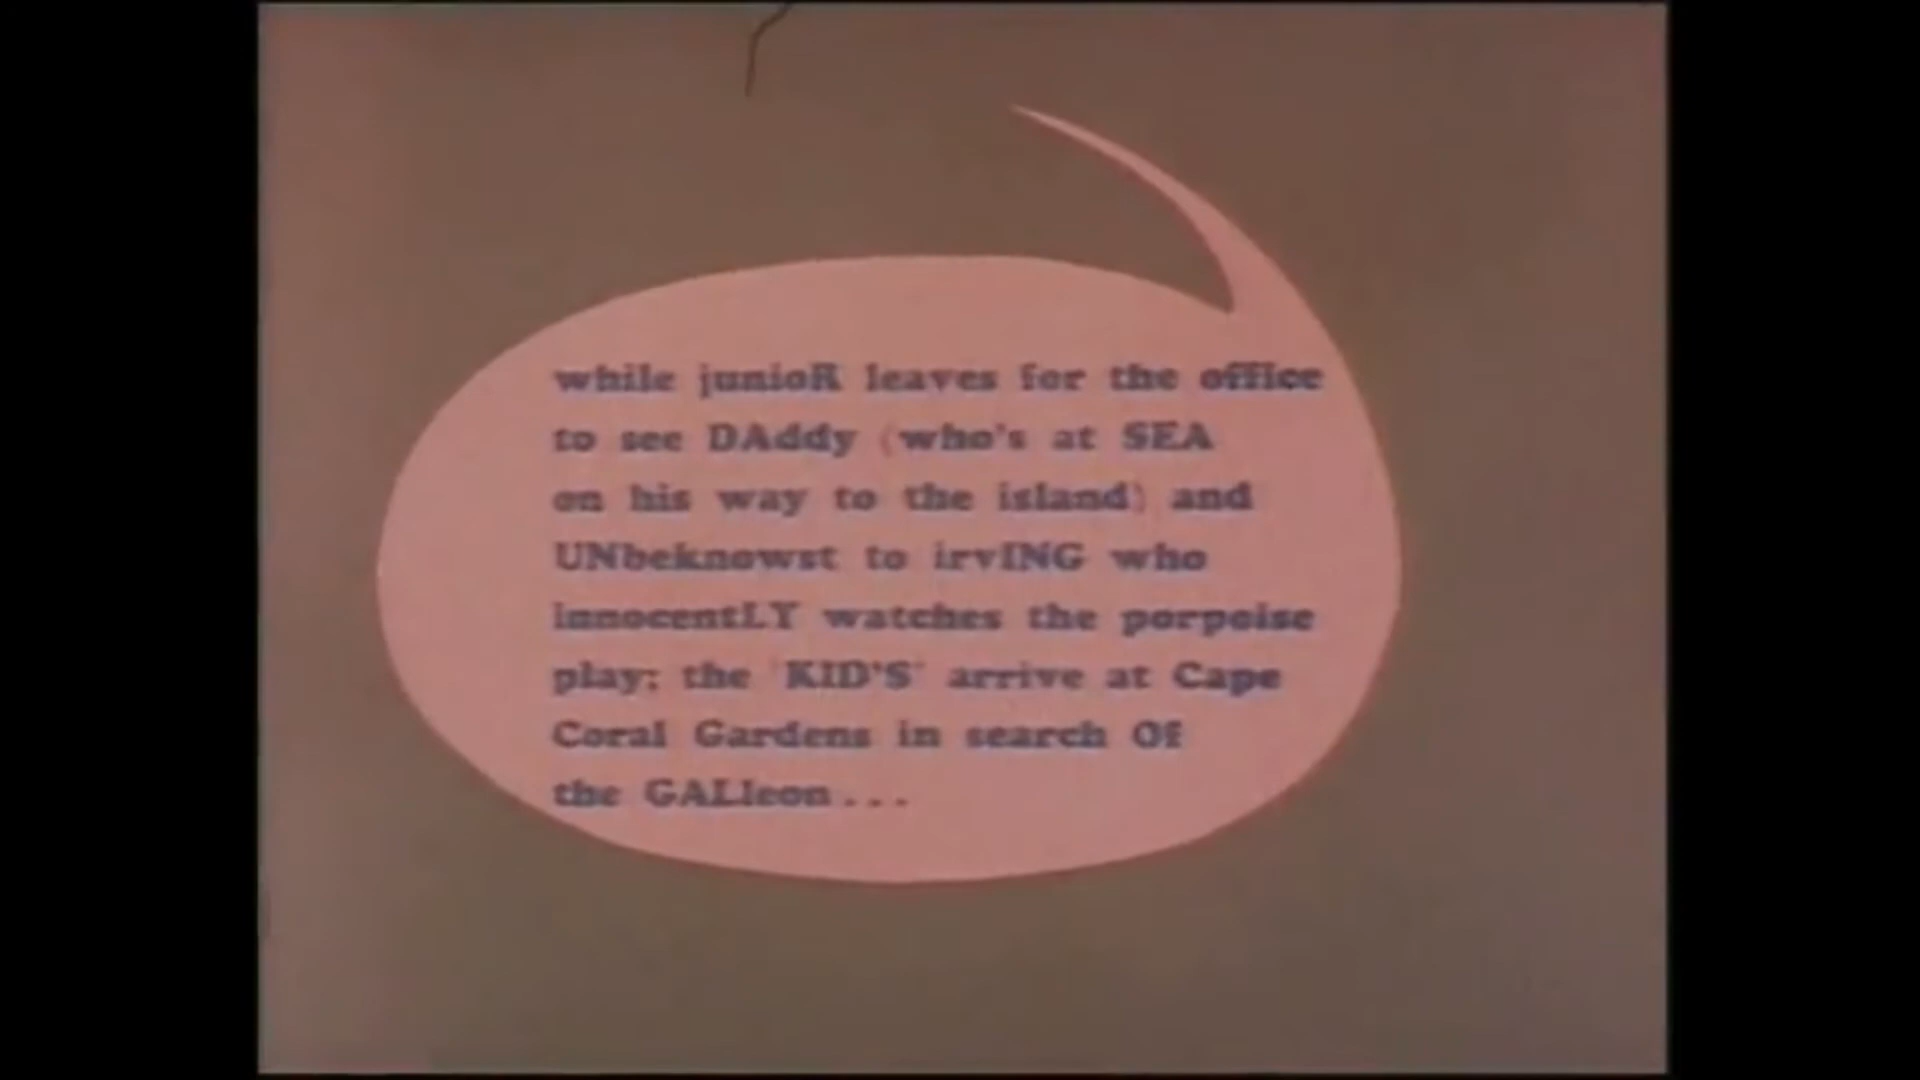 while junioR leaves for the office
to see DAddy (who's at SEA
on his way to the island) and
UNbeknowst to irvING who
innocentLY watches the porpoise
play; the 'KID'S' arrive at Cape
Coral Gardens in search Of
the GALleon...